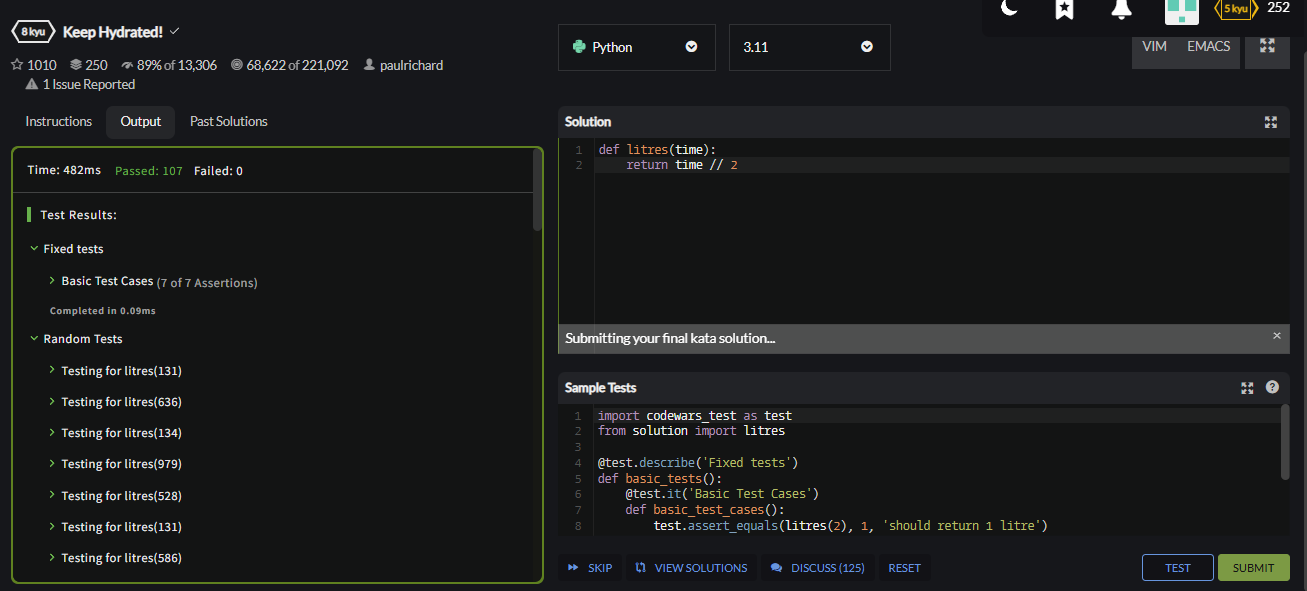 8 kyu Keep Hydrated!
5 kyu 252
1010 250 89% of 13,306 68,622 of 221,092 paulrichard
1 Issue Reported
Python
3.11
VIM EMACS
Instructions Output Past Solutions
Time: 482ms Passed: 107 Failed: 0
Test Results:
Fixed tests
Basic Test Cases (7 of 7 Assertions)
Completed in 0.09ms
Random Tests
Testing for litres(131)
Testing for litres(636)
Testing for litres(134)
Testing for litres(979)
Testing for litres(528)
Testing for litres(131)
Testing for litres(586)
Solution
1 def litres(time):
2 return time // 2
Submitting your final kata solution... ×
Sample Tests ?
1 import codewars_test as test
2 from solution import litres
3
4 @test.describe('Fixed tests')
5 def basic_tests():
6 @test.it('Basic Test Cases')
7 def basic_test_cases():
8 test.assert_equals(litres(2), 1, 'should return 1 litre')
SKIP VIEW SOLUTIONS DISCUSS (125) RESET
TEST SUBMIT